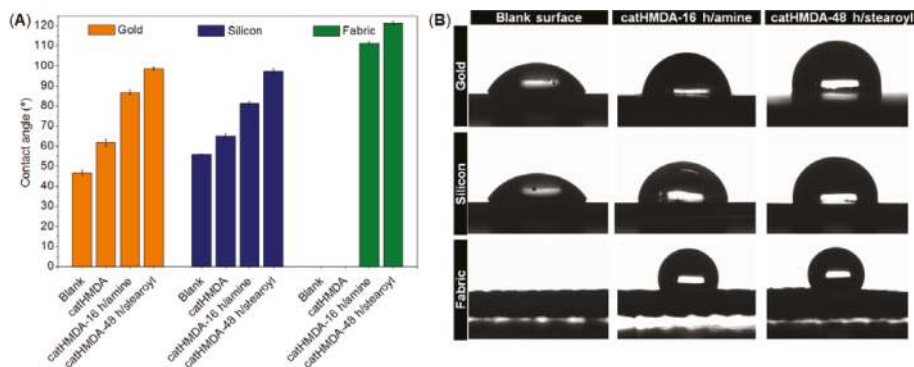 (A)
Gold
Silicon
Fabric
Contact angle (°)
120
110
100
90
80
70
60
50
40
30
20
10
0
Blank
catHMDA
catHMDA-16 h/amine
catHMDA-48 h/stearoyl
Blank
catHMDA
catHMDA-16 h/amine
catHMDA-48 h/stearoyl
Blank
catHMDA
catHMDA-16 h/amine
catHMDA-48 h/stearoyl
(B)
Blank surface
catHMDA-16 h/amine
catHMDA-48 h/stearoyl
Gold
Silicon
Fabric